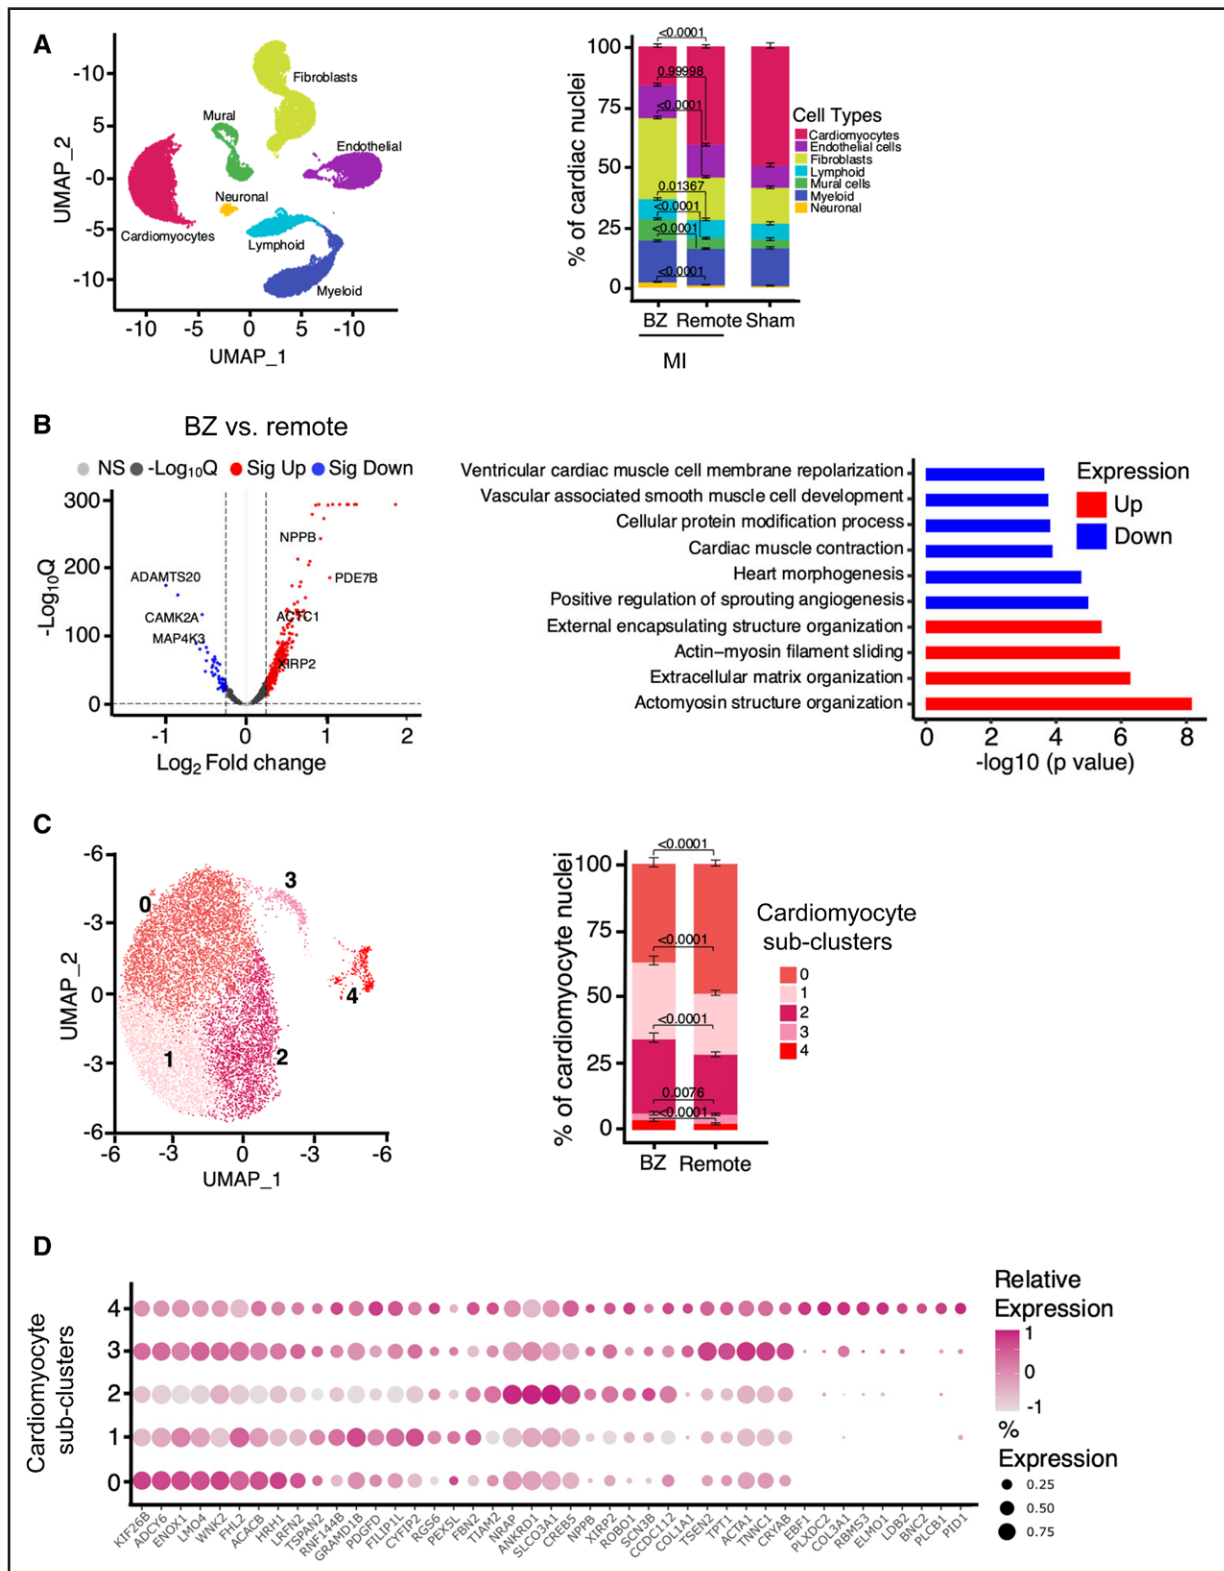 A
-10
5
-0
-5
-10
UMAP_2
-10
-5
0
5
-10
UMAP_1
Fibroblasts
Mural
Endothelial
Neuronal
Cardiomyocytes
Lymphoid
Myeloid
% of cardiac nuclei
100
75
50
25
0
<0.0001
0.99998
<0.0001
0.01367
<0.0001
<0.0001
<0.0001
BZ Remote Sham
MI
Cell Types
Cardiomyocytes
Endothelial cells
Fibroblasts
Lymphoid
Mural cells
Myeloid
Neuronal
B
BZ vs. remote
NS -Log10Q Sig Up Sig Down
-Log10Q
300
200
100
0
NPPB
ADAMTS20
PDE7B
CAMK2A
ACTC1
MAP4K3
XIRP2
-1
0
1
2
Log2 Fold change
Ventricular cardiac muscle cell membrane repolarization
Vascular associated smooth muscle cell development
Cellular protein modification process
Cardiac muscle contraction
Heart morphogenesis
Positive regulation of sprouting angiogenesis
External encapsulating structure organization
Actin–myosin filament sliding
Extracellular matrix organization
Actomyosin structure organization
0 2 4 6 8
-log10 (p value)
Expression
Up
Down
C
-6
-3
0
-3
-6
UMAP_2
-6
-3
0
-3
-6
UMAP_1
0
3
4
1
2
% of cardiomyocyte nuclei
100
75
50
25
0
<0.0001
<0.0001
<0.0001
0.0076
<0.0001
BZ Remote
Cardiomyocyte
sub-clusters
0
1
2
3
4
D
Cardiomyocyte
sub-clusters
4
3
2
1
0
KIF26B
ADCY6
ENOX1
LMO4
WNK2
FHL2
ACACB
HRH1
LRFN2
TSPAN2
RNF144B
GRAMD1B
PDGFD
FILIP1L
CYFIP2
RGS6
PEX5L
FBN2
TIAM2
NRAP
ANKRD1
SLCO3A1
CREB5
NPPB
XIRP2
ROBO1
SCN3B
CCDC112
COL1A1
TSEN2
TPT1
ACTA1
TNNC1
CRYAB
EBF1
PLXDC2
COL3A1
RBMS3
ELMO1
LDB2
BNC2
PLCB1
PID1
Relative
Expression
1
0
-1
%
Expression
0.25
0.50
0.75